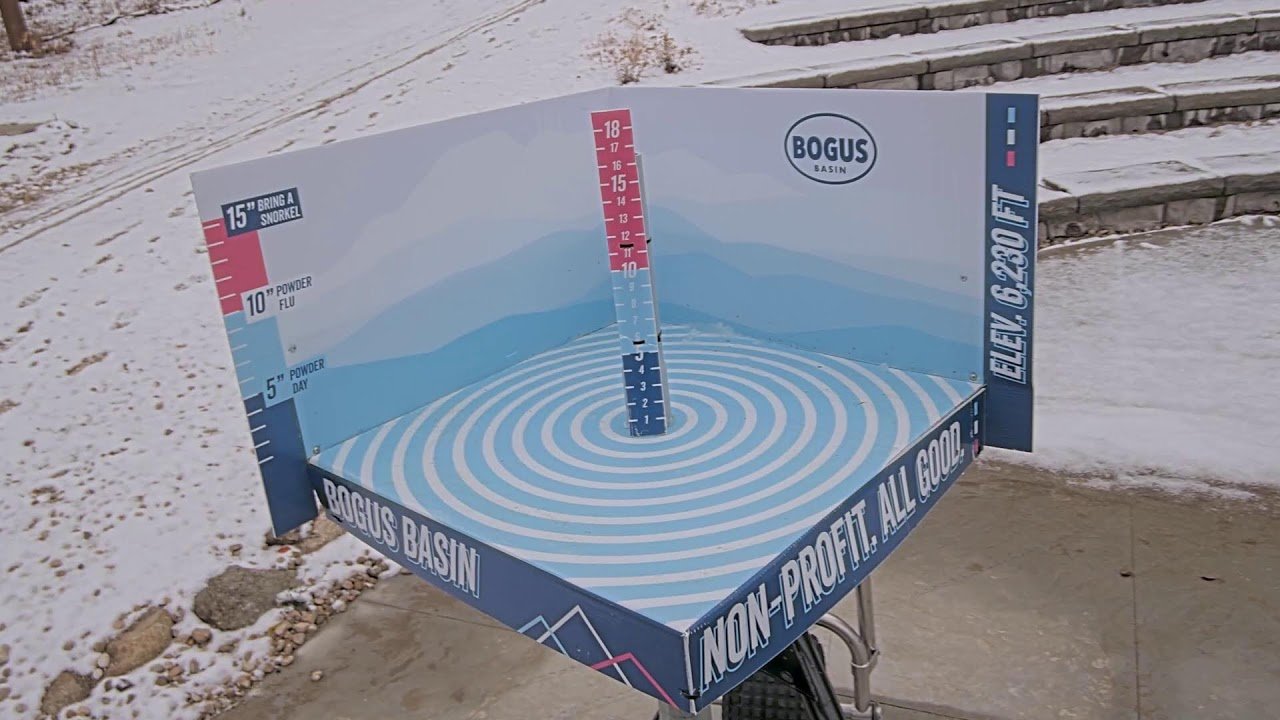 15” BRING A
SNORKEL
10” POWDER
FLU
5” POWDER
DAY
18
17
16
15
14
13
12
11
10
9
8
7
6
5
4
3
2
1
BOGUS
BASIN
ELEV. 6,230 FT
BOGUS BASIN
NON-PROFIT. ALL GOOD.